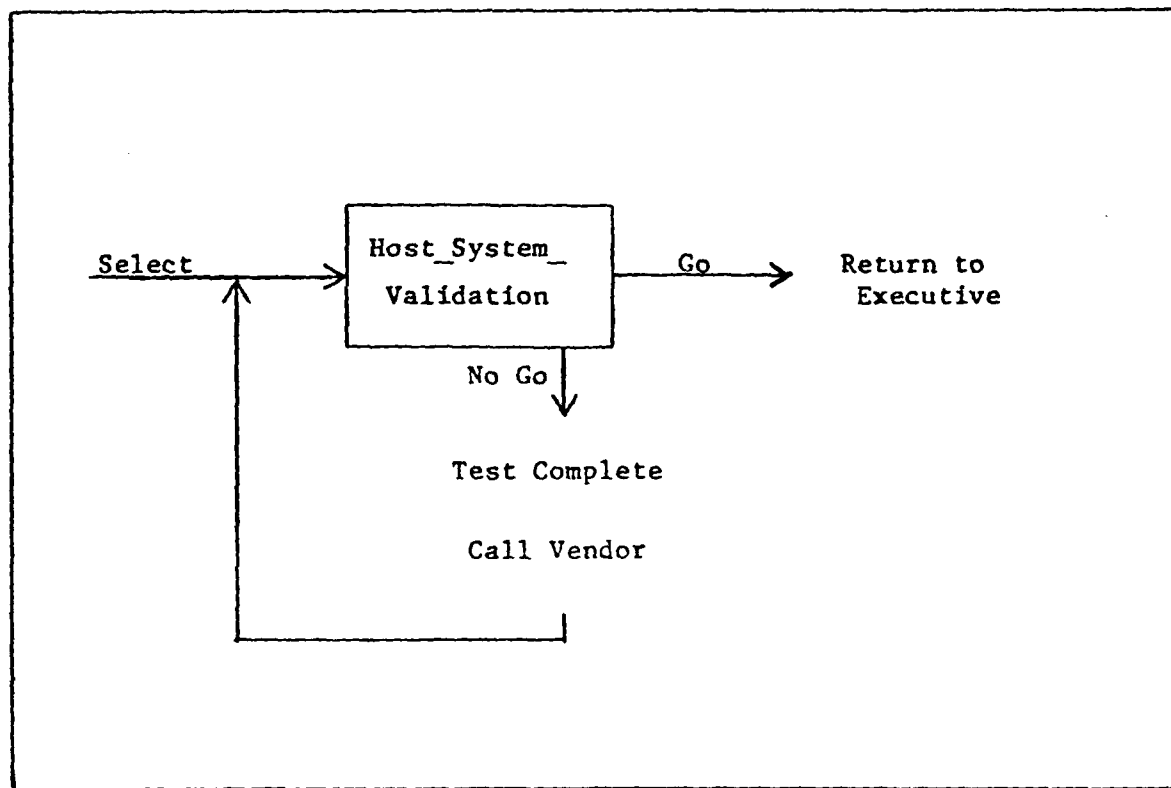 Select
Host_System_
Validation
Go
Return to
Executive
No Go
Test Complete
Call Vendor